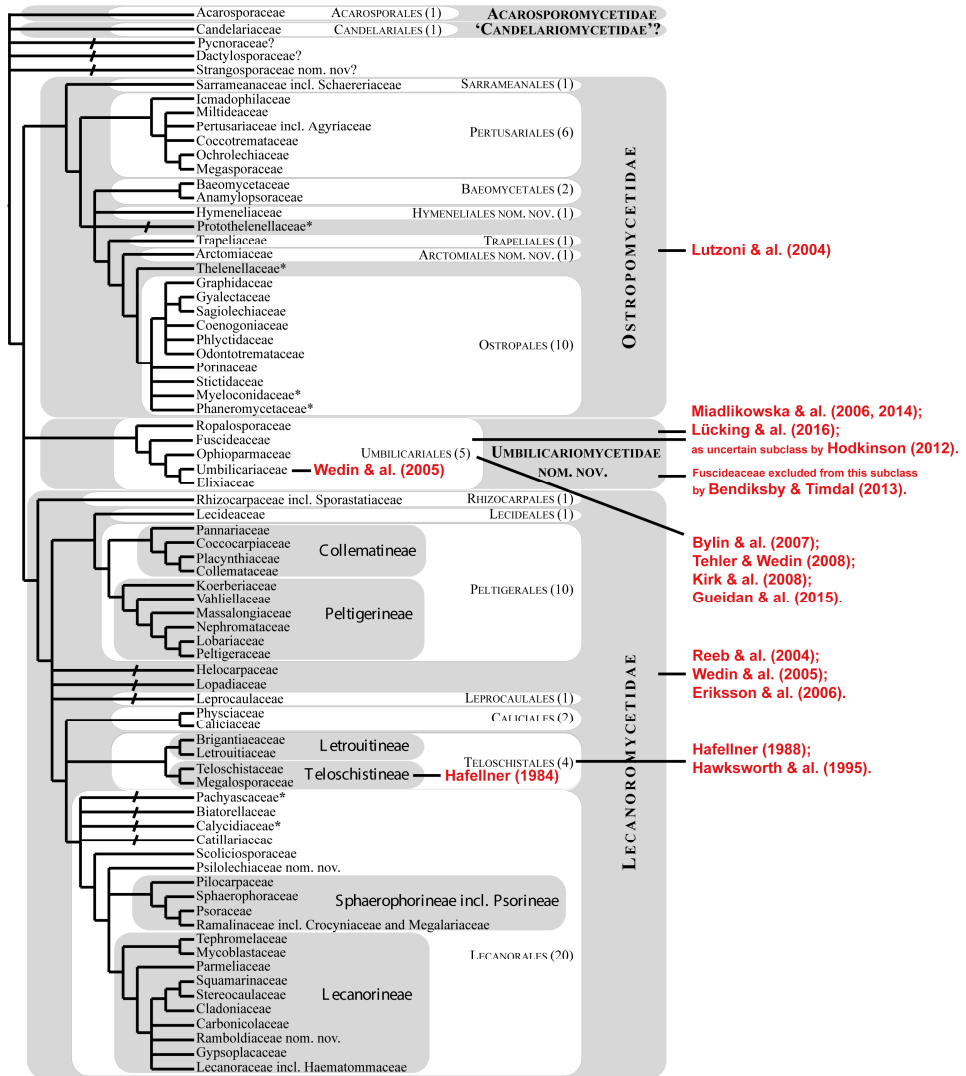 Acarosporaceae ACAROSPORALES (1) ACAROSPOROMYCETIDAE
Candelariaceae CANDELARIALES (1) ‘CANDELARIOMYCETIDAE’?
Pycnoraceae?
Dactylosporaceae?
Strangosporaceae nom. nov?
Sarrameanaceae incl. Schaereriaceae SARRAMEANALES (1)
Icmadophilaceae
Miltideaceae
Pertusariaceae incl. Agyriaceae
PERTUSARIALES (6)
Coccotremataceae
Ochrolechiaceae
Megasporaceae
Baeomycetaceae
BAEOMYCETALES (2)
Anamylopsoraceae
Hymeneliaceae HYMENELIALES NOM. NOV. (1)
Protothelenellaceae*
Trapeliaceae TRAPELIALES (1)
Arctomiaceae ARCTOMIALES NOM. NOV. (1)
Thelenellaceae*
Graphidaceae
Gyalectaceae
Sagiolechiaceae
Coenogoniaceae
Phlyctidaceae
OSTROPALES (10)
Odontotremataceae
Porinaceae
Stictidaceae
Myeloconidaceae*
Phaneromycetaceae*
OSTROPOMYCETIDAE
Lutzoni & al. (2004)
Ropalosporaceae
Fuscideaceae
Ophioparmaceae
UMBILICARIALES (5)
Umbilicariaceae Wedin & al. (2005)
Elixiaceae
UMBILICARIOMYCETIDAE
NOM. NOV.
Miadlikowska & al. (2006, 2014);
Lücking & al. (2016);
as uncertain subclass by Hodkinson (2012).
Fuscideaceae excluded from this subclass
by Bendiksby & Timdal (2013).
Bylin & al. (2007);
Tehler & Wedin (2008);
Kirk & al. (2008);
Gueidan & al. (2015).
Rhizocarpaceae incl. Sporastatiaceae RHIZOCARPALES (1)
Lecideaceae LECIDEALES (1)
Pannariaceae
Coccocarpiaceae
Collematineae
Placynthiaceae
Collemataceae
Koerberiaceae
PELTIGERALES (10)
Vahliellaceae
Massalongiaceae
Peltigerineae
Nephromataceae
Lobariaceae
Peltigeraceae
Helocarpaceae
Lopadiaceae
Leprocaulaceae LEPROCAULALES (1)
Physciaceae
CALICIALES (2)
Caliciaceae
Brigantiaeaceae
Letrouitineae
Letrouitiaceae
TELOSCHISTALES (4)
Teloschistaceae
Teloschistineae Hafellner (1984)
Megalosporaceae
LECANOROMYCETIDAE
Reeb & al. (2004);
Wedin & al. (2005);
Eriksson & al. (2006).
Hafellner (1988);
Hawksworth & al. (1995).
Pachyascaceae*
Biatorellaceae
Calycidiaceae*
Catillariaceae
Scoliciosporaceae
Psilolechiaceae nom. nov.
Pilocarpaceae
Sphaerophoraceae
Sphaerophorineae incl. Psorineae
Psoraceae
Ramalinaceae incl. Crocyniaceae and Megalariaceae
Tephromelaceae
Mycoblastaceae
LECANORALES (20)
Parmeliaceae
Squamarinaceae
Stereocaulaceae
Lecanorineae
Cladoniaceae
Carbonicolaceae
Ramboldiaceae nom. nov.
Gypsoplacaceae
Lecanoraceae incl. Haematommaceae